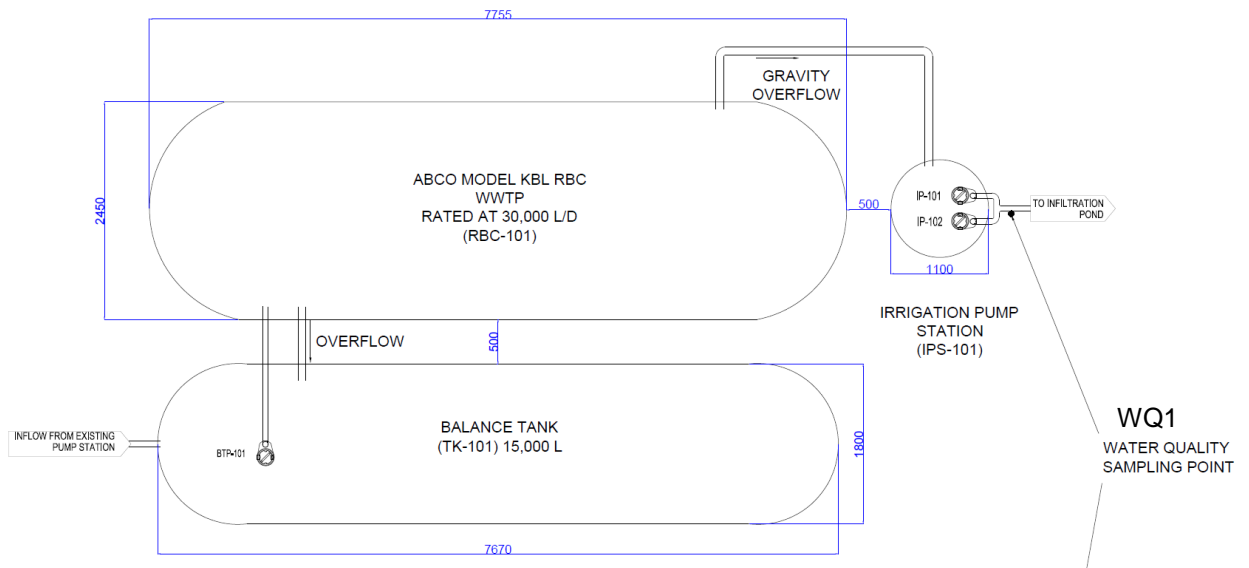 7755
GRAVITY
OVERFLOW
2450
ABCO MODEL KBL RBC
WWTP
RATED AT 30,000 L/D
(RBC-101)
500
IP-101
IP-102
TO INFILTRATION
POND
1100
IRRIGATION PUMP
STATION
(IPS-101)
OVERFLOW
500
INFLOW FROM EXISTING
PUMP STATION
BTP-101
BALANCE TANK
(TK-101) 15,000 L
1800
7670
WQ1
WATER QUALITY
SAMPLING POINT